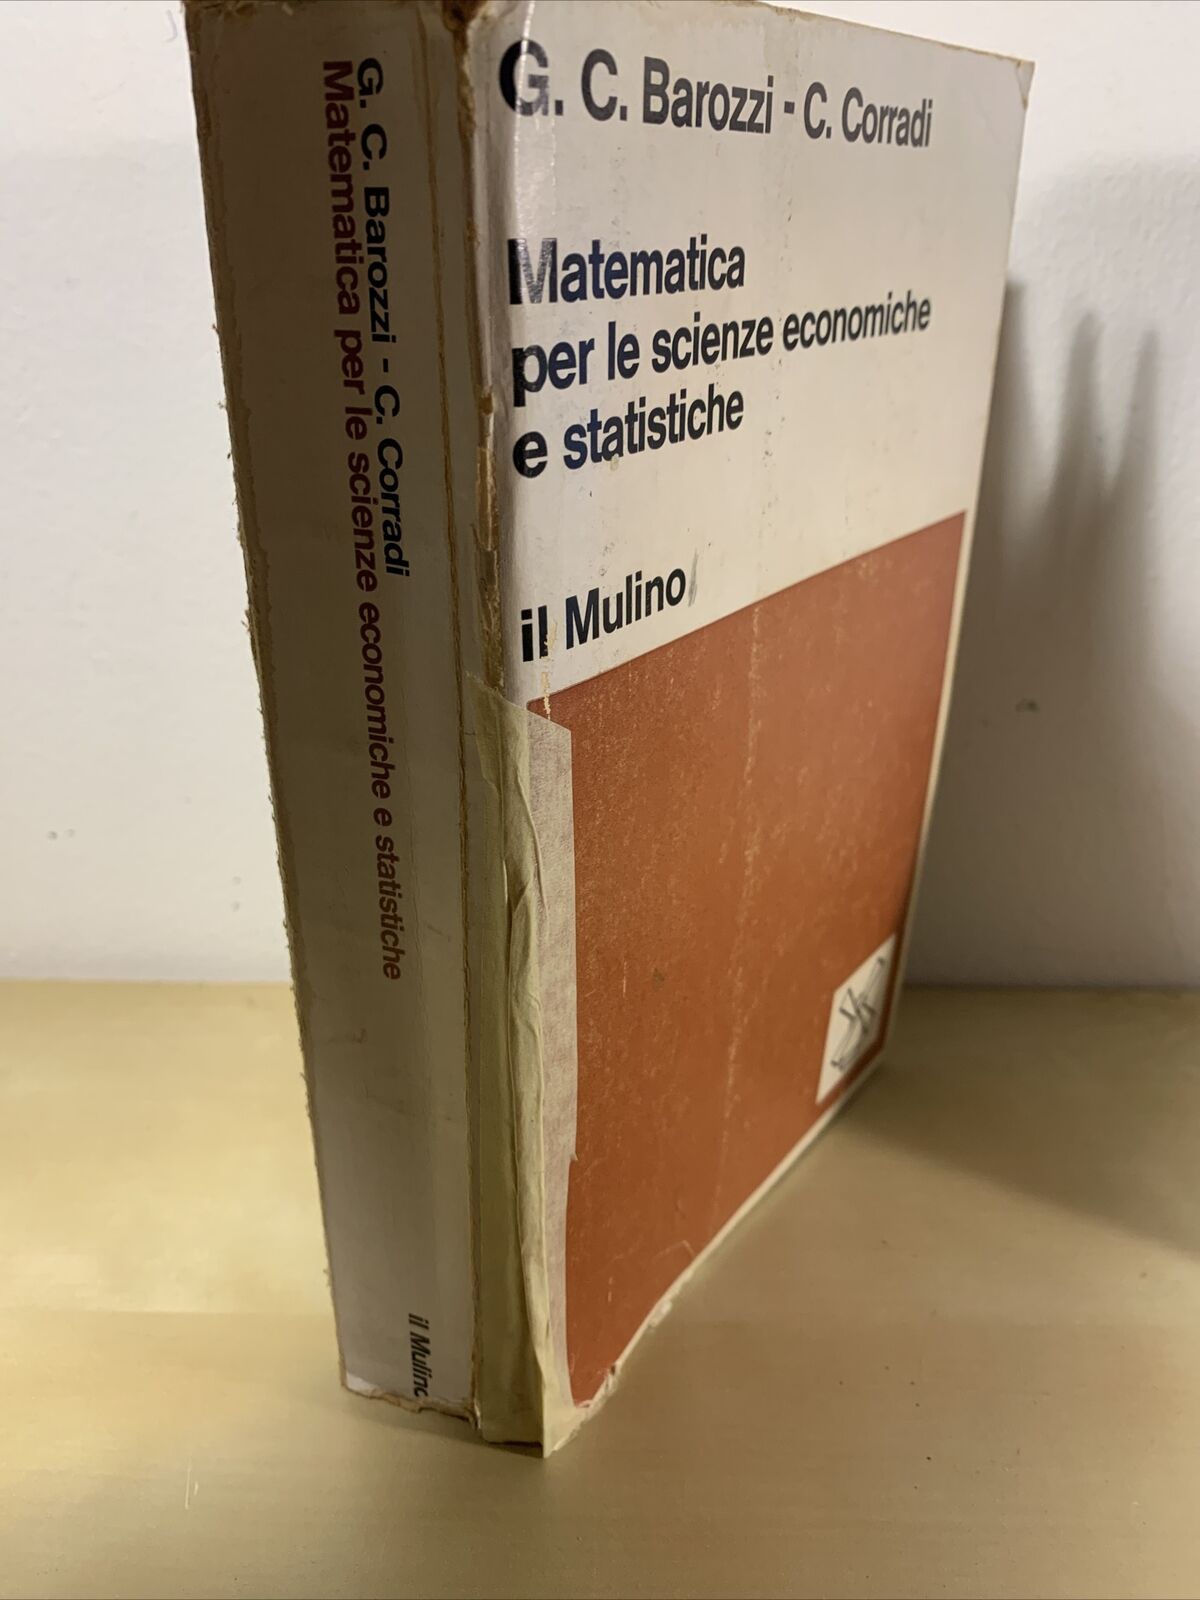 G. C. Barozzi - C. Corradi
Matematica per le scienze economiche e statistiche
il Mulino
G. C. Barozzi - C. Corradi
Matematica
per le scienze economiche
e statistiche
il Mulino